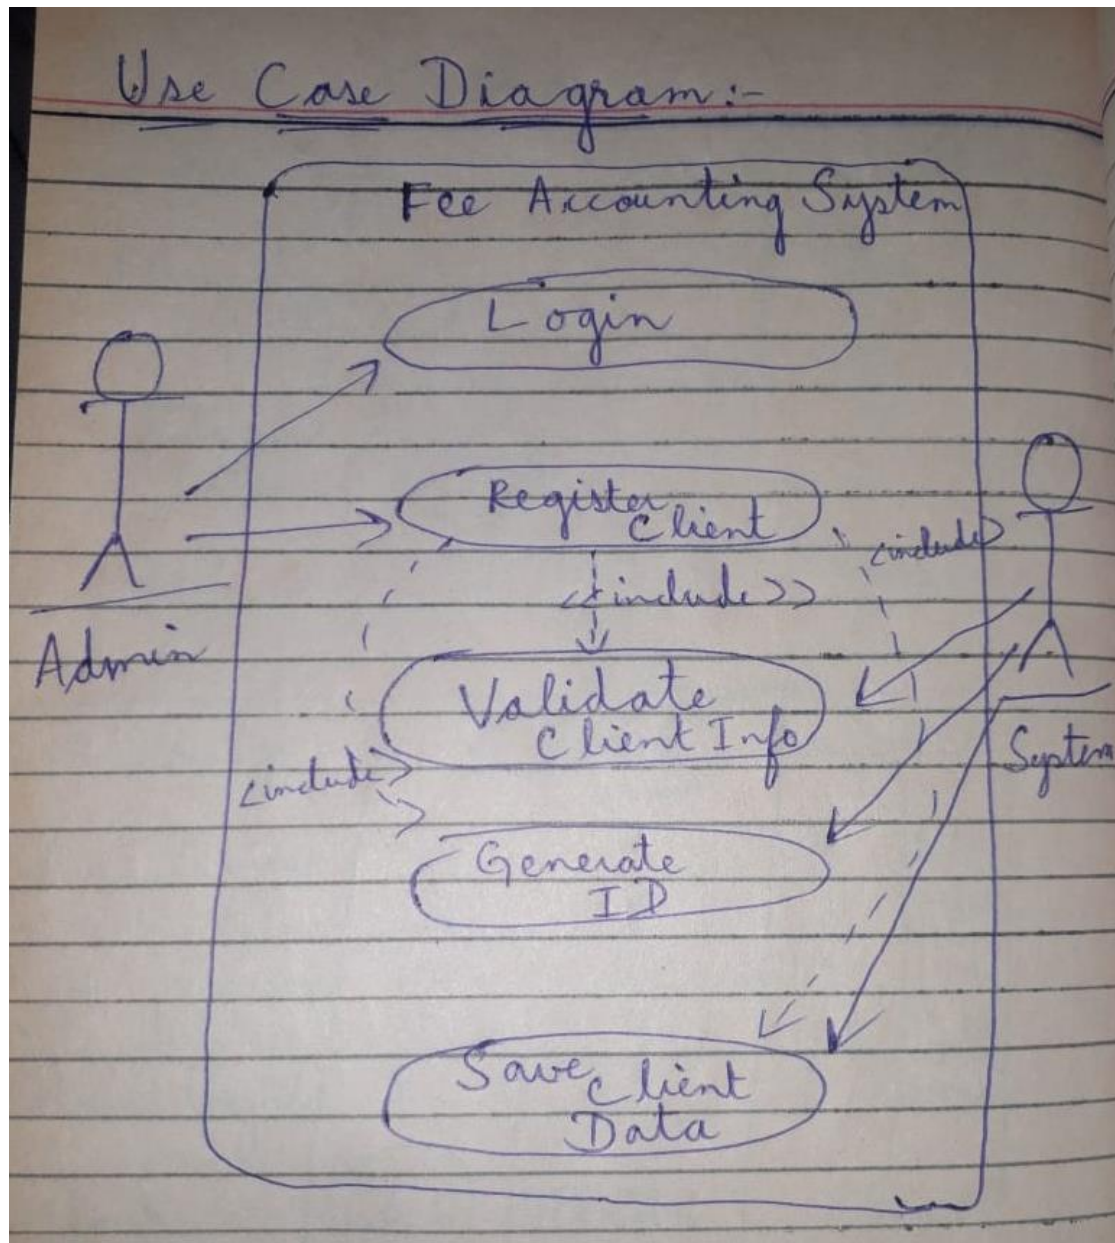 Use Case Diagram:-
Fee Accounting System
Login
Register
Client
<include>
<<include>>
Admin
Validate
Client Info
System
<include>
Generate
ID
Save Client
Data